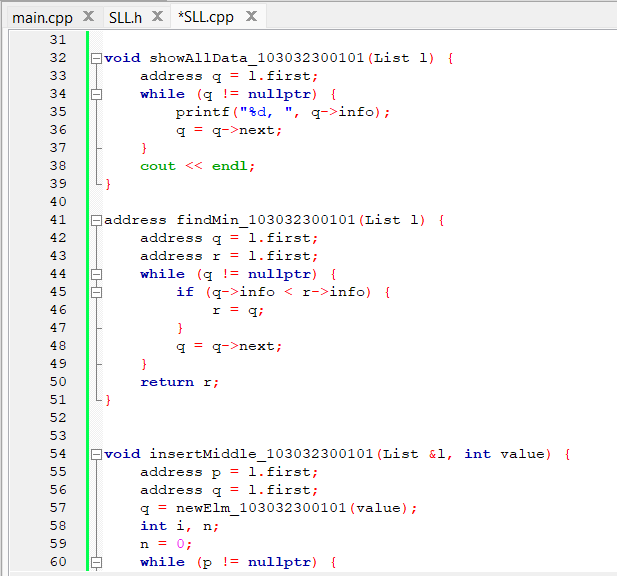 main.cpp SLL.h *SLL.cpp
31
32 void showAllData_103032300101(List l) {
33 address q = l.first;
34 while (q != nullptr) {
35 printf("%d, ", q->info);
36 q = q->next;
37 }
38 cout << endl;
39 }
40
41 address findMin_103032300101(List l) {
42 address q = l.first;
43 address r = l.first;
44 while (q != nullptr) {
45 if (q->info < r->info) {
46 r = q;
47 }
48 q = q->next;
49 }
50 return r;
51 }
52
53
54 void insertMiddle_103032300101(List &l, int value) {
55 address p = l.first;
56 address q = l.first;
57 q = newElm_103032300101(value);
58 int i, n;
59 n = 0;
60 while (p != nullptr) {